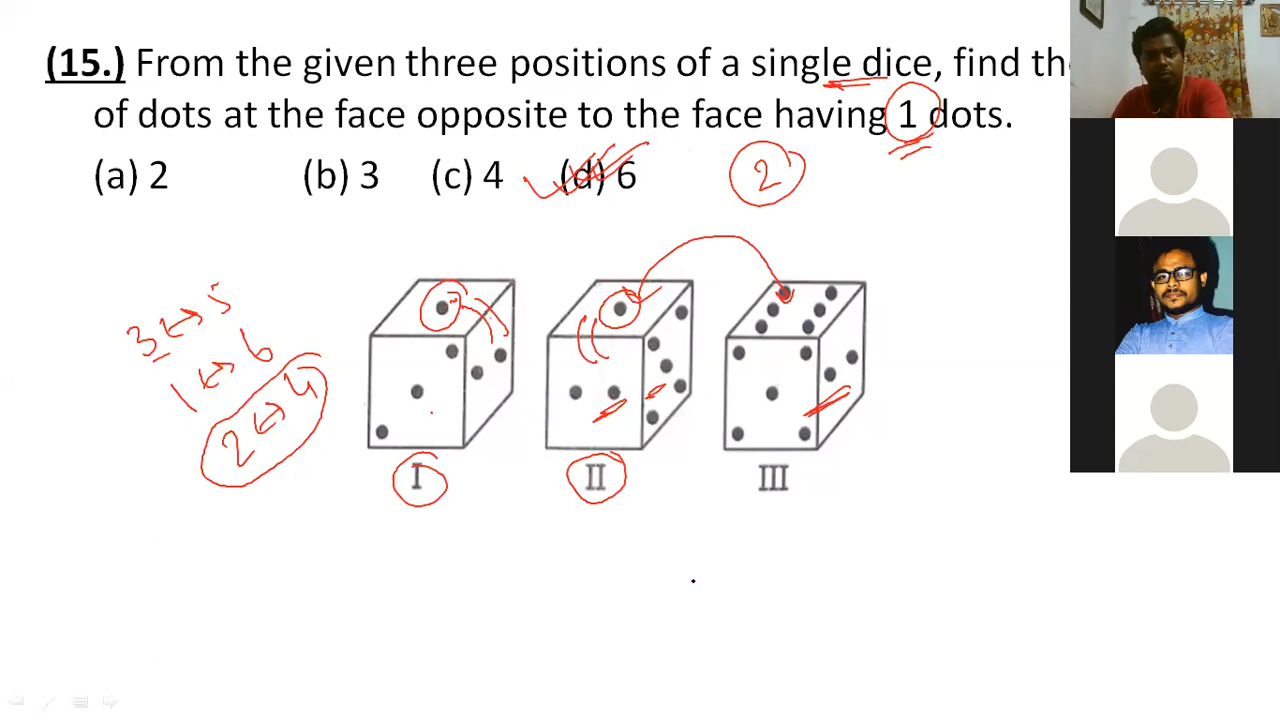 (15.) From the given three positions of a single dice, find th
of dots at the face opposite to the face having 1 dots.
(a) 2 (b) 3 (c) 4 (d) 6
2
3 ↔ 5
1 ↔ 6
2 ↔ 4
I II III